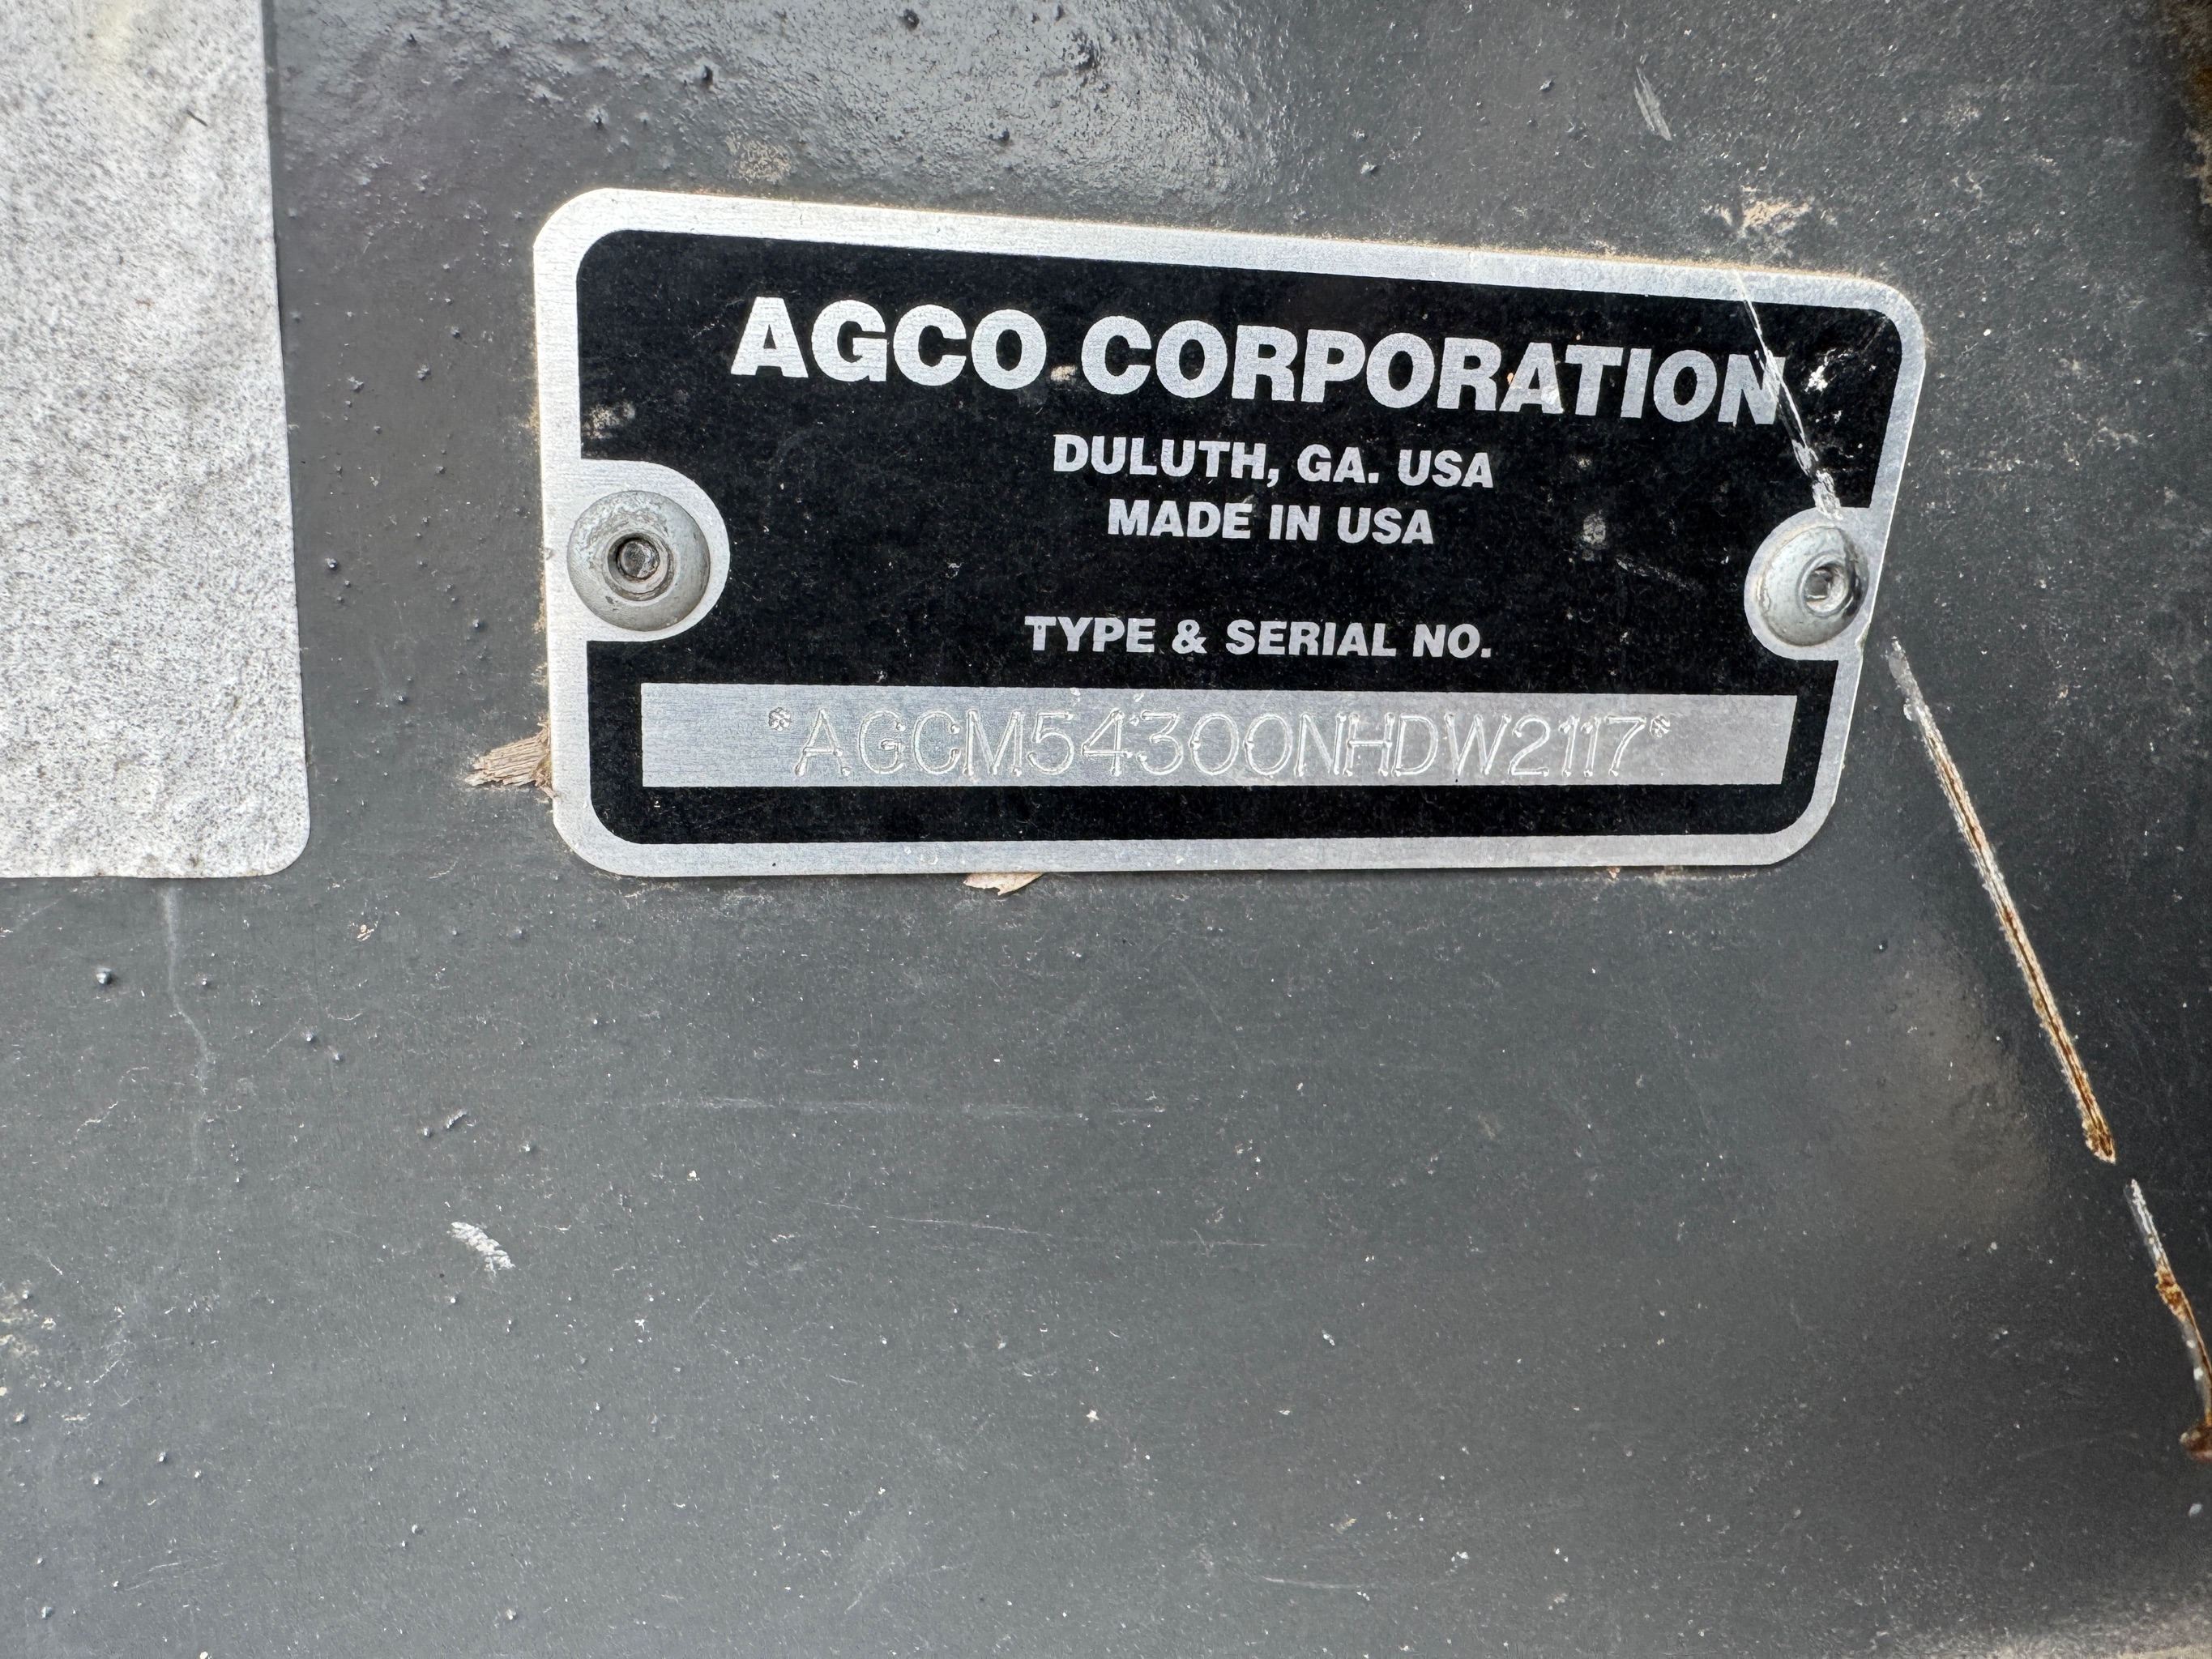 AGCO CORPORATION
DULUTH, GA. USA
MADE IN USA
TYPE & SERIAL NO.
*AGCM54300NHDW2117*